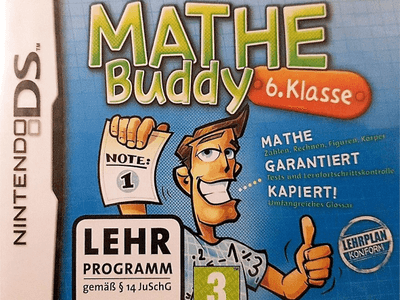 NINTENDO DS™
MATHE
Buddy
6. Klasse
NOTE:
1
MATHE
Zahlen, Rechnen, Figuren, Körper
GARANTIERT
Tests und Lernfortschrittskontrolle
KAPIERT!
Umfangreiches Glossar
LEHRPLAN
KONFORM
LEHR
PROGRAMM
gemäß § 14 JuSchG
3